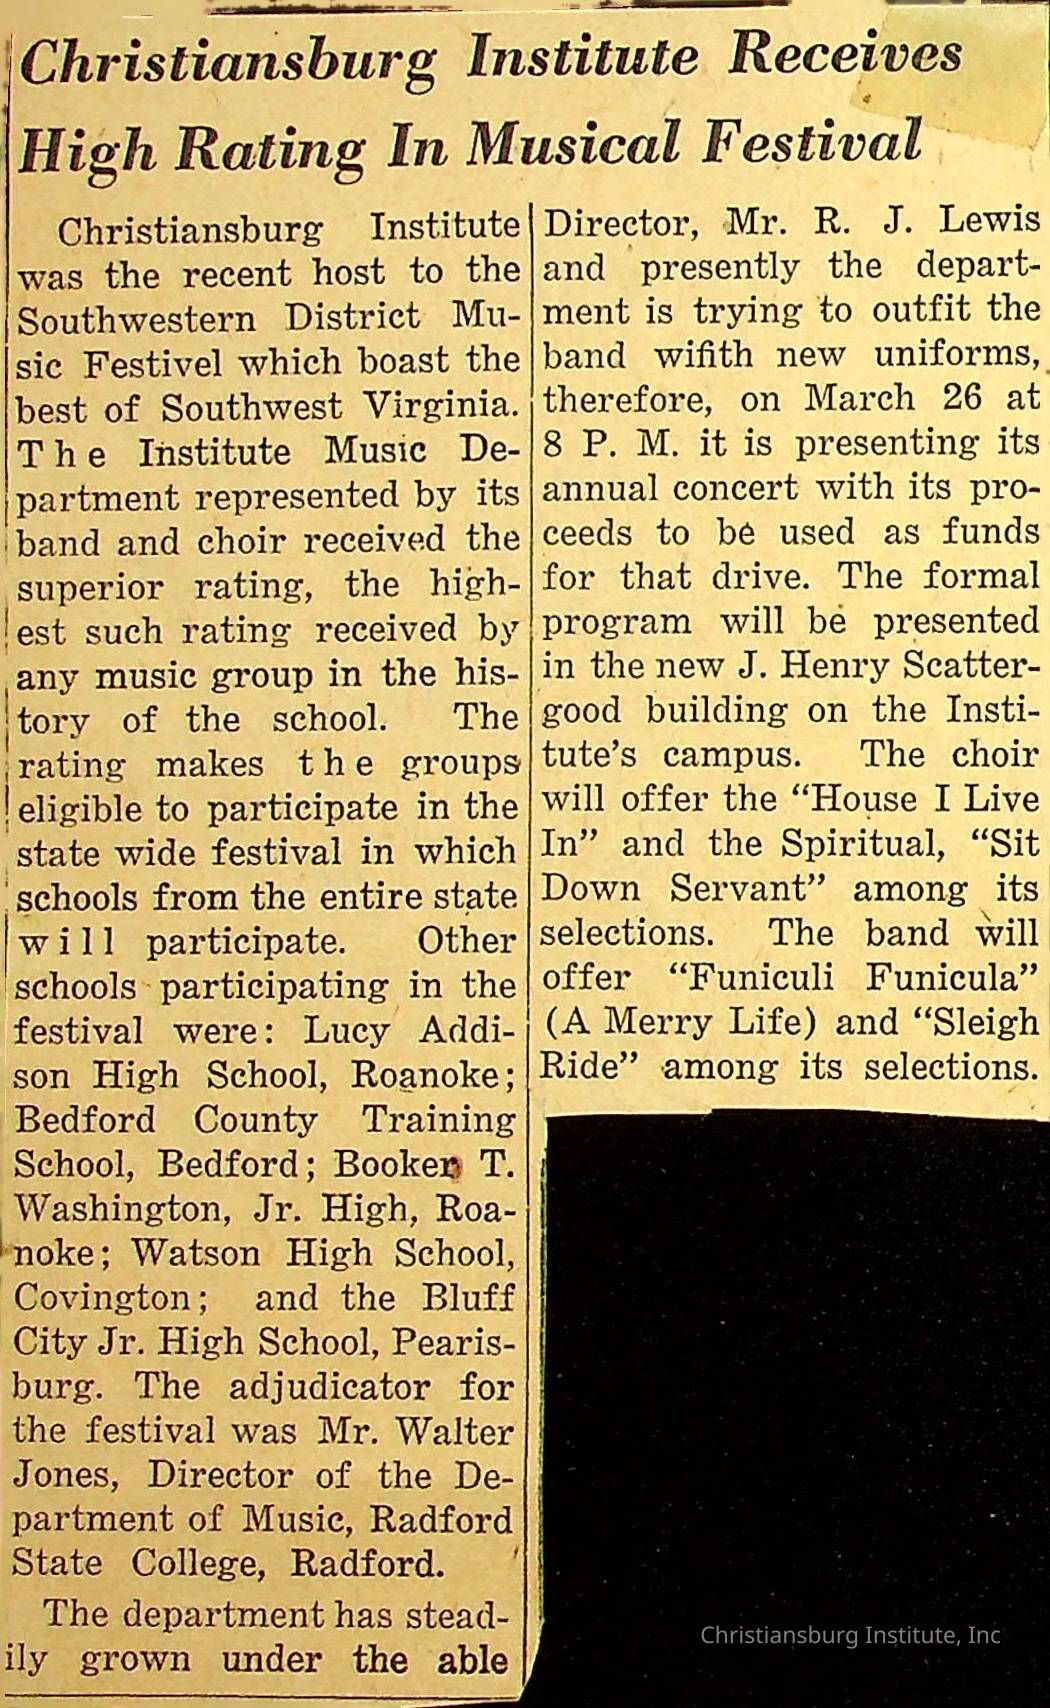 Christiansburg Institute Receives
High Rating In Musical Festival
Christiansburg Institute
was the recent host to the
Southwestern District Mu-
sic Festivel which boast the
best of Southwest Virginia.
The Institute Music De-
partment represented by its
band and choir received the
superior rating, the high-
est such rating received by
any music group in the his-
tory of the school. The
rating makes the groups
eligible to participate in the
state wide festival in which
schools from the entire state
will participate. Other
schools participating in the
festival were: Lucy Addi-
son High School, Roanoke;
Bedford County Training
School, Bedford; Booker T.
Washington, Jr. High, Roa-
noke; Watson High School,
Covington; and the Bluff
City Jr. High School, Pearis-
burg. The adjudicator for
the festival was Mr. Walter
Jones, Director of the De-
partment of Music, Radford
State College, Radford.
The department has stead-
ily grown under the able
Director, Mr. R. J. Lewis
and presently the depart-
ment is trying to outfit the
band wifith new uniforms,
therefore, on March 26 at
8 P. M. it is presenting its
annual concert with its pro-
ceeds to be used as funds
for that drive. The formal
program will be presented
in the new J. Henry Scatter-
good building on the Insti-
tute's campus. The choir
will offer the "House I Live
In" and the Spiritual, "Sit
Down Servant" among its
selections. The band will
offer "Funiculi Funicula"
(A Merry Life) and "Sleigh
Ride" among its selections.
Christiansburg Institute, Inc